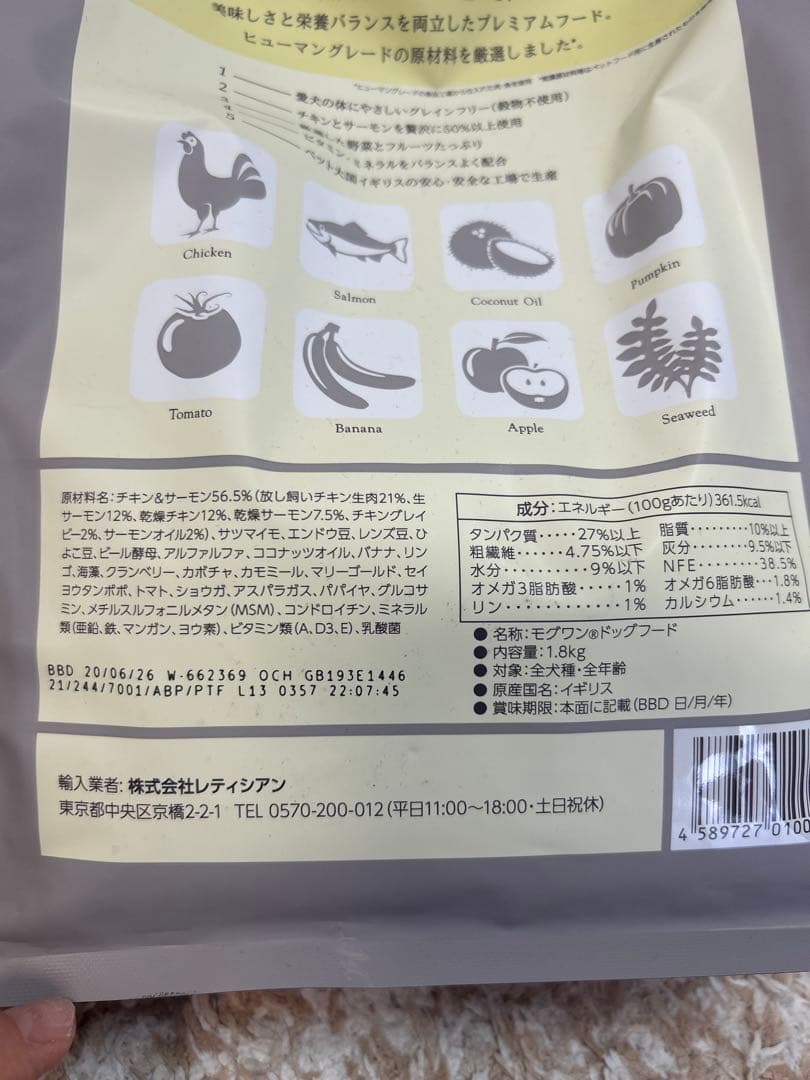 美味しさと栄養バランスを両立したプレミアムフード。
ヒューマングレードの原材料を厳選しました*。
1 愛犬の体にやさしいグレインフリー(穀物不使用)
2 チキンとサーモンを贅沢に50%以上使用
3 野菜とフルーツたっぷり
4 ビタミン・ミネラルをバランスよく配合
5 ペット大国イギリスの安心・安全な工場で生産
Chicken
Salmon
Coconut Oil
Pumpkin
Tomato
Banana
Apple
Seaweed
原材料名:チキン&サーモン56.5%(放し飼いチキン生肉21%、生
サーモン12%、乾燥チキン12%、乾燥サーモン7.5%、チキングレイ
ビー2%、サーモンオイル2%)、サツマイモ、エンドウ豆、レンズ豆、ひ
よこ豆、ビール酵母、アルファルファ、ココナッツオイル、バナナ、リン
ゴ、海藻、クランベリー、カボチャ、カモミール、マリーゴールド、セイ
ヨウタンポポ、トマト、ショウガ、アスパラガス、パパイヤ、グルコサ
ミン、メチルスルフォニルメタン(MSM)、コンドロイチン、ミネラル
類(亜鉛、鉄、マンガン、ヨウ素)、ビタミン類(A、D3、E)、乳酸菌
BBD 20/06/26 W-662369 OCH GB193E1446
21/244/7001/ABP/PTF L13 0357 22:07:45
成分:エネルギー(100gあたり)361.5kcal
タンパク質·····27%以上 脂質·········10%以上
粗繊維·······4.75%以下 灰分········9.5%以下
水分···········9%以下 NFE·········38.5%
オメガ3脂肪酸·····1% オメガ6脂肪酸···1.8%
リン············1% カルシウム·····1.4%
●名称:モグワン®ドッグフード
●内容量:1.8kg
●対象:全犬種・全年齢
●原産国名:イギリス
●賞味期限:本面に記載(BBD 日/月/年)
輸入業者:株式会社レティシアン
東京都中央区京橋2-2-1 TEL 0570-200-012(平日11:00~18:00・土日祝休)
4 589727 0100